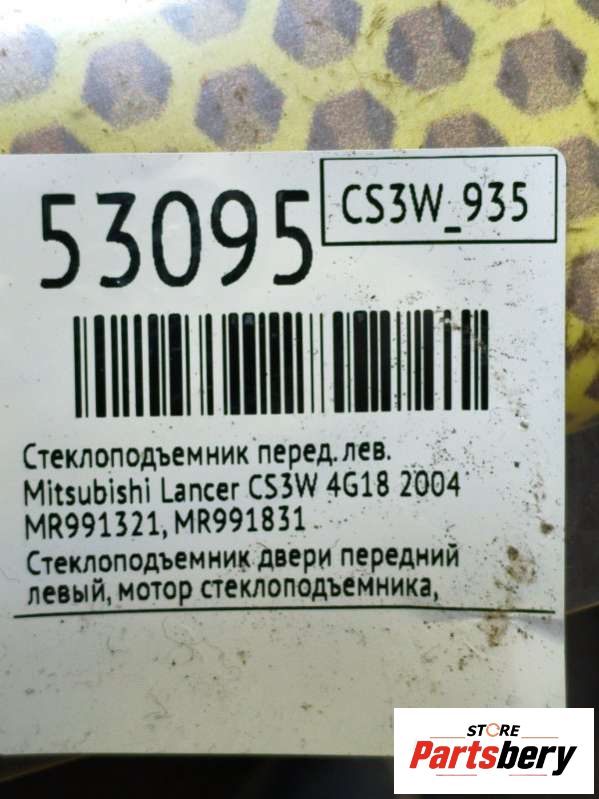 53095
CS3W_935
Стеклоподъемник перед. лев.
Mitsubishi Lancer CS3W 4G18 2004
MR991321, MR991831
Стеклоподъемник двери передний
левый, мотор стеклоподъемника,
STORE
Partsbery